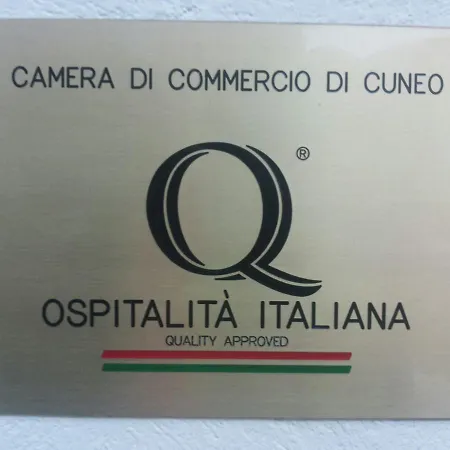 CAMERA DI COMMERCIO DI CUNEO
Q ®
OSPITALITÀ ITALIANA
QUALITY APPROVED